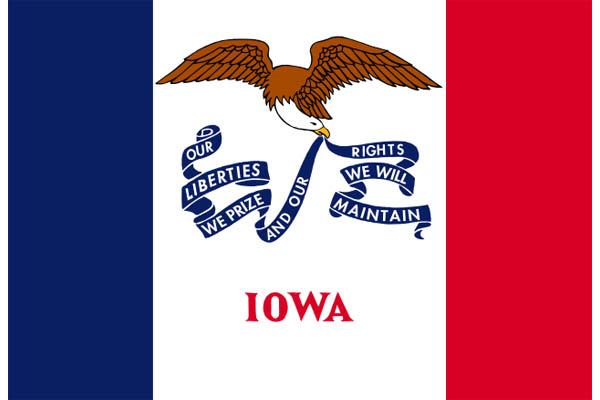 OUR
LIBERTIES
WE PRIZE
AND OUR
RIGHTS
WE WILL
MAINTAIN
IOWA